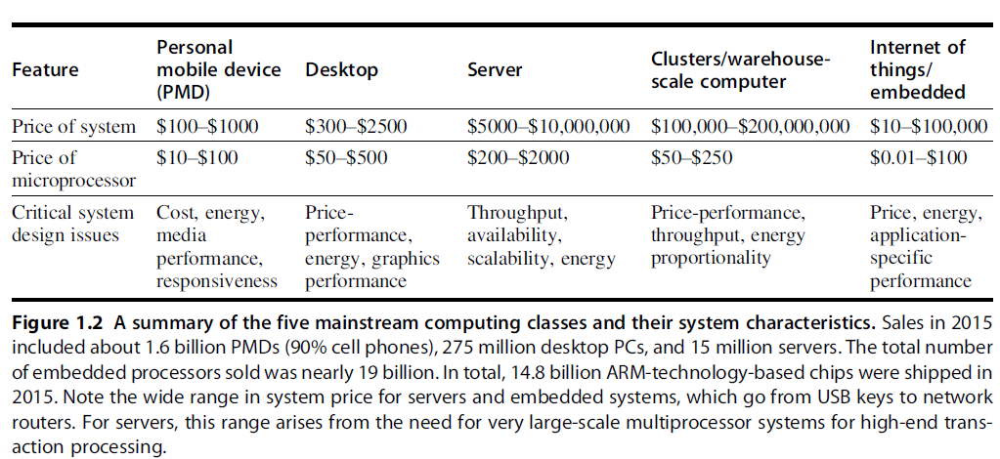 Feature Personal mobile device (PMD) Desktop Server Clusters/warehouse-scale computer Internet of things/embedded
Price of system $100–$1000 $300–$2500 $5000–$10,000,000 $100,000–$200,000,000 $10–$100,000
Price of microprocessor $10–$100 $50–$500 $200–$2000 $50–$250 $0.01–$100
Critical system design issues Cost, energy, media performance, responsiveness Price-performance, energy, graphics performance Throughput, availability, scalability, energy Price-performance, throughput, energy proportionality Price, energy, application-specific performance
Figure 1.2 A summary of the five mainstream computing classes and their system characteristics. Sales in 2015
included about 1.6 billion PMDs (90% cell phones), 275 million desktop PCs, and 15 million servers. The total number
of embedded processors sold was nearly 19 billion. In total, 14.8 billion ARM-technology-based chips were shipped in
2015. Note the wide range in system price for servers and embedded systems, which go from USB keys to network
routers. For servers, this range arises from the need for very large-scale multiprocessor systems for high-end trans-
action processing.